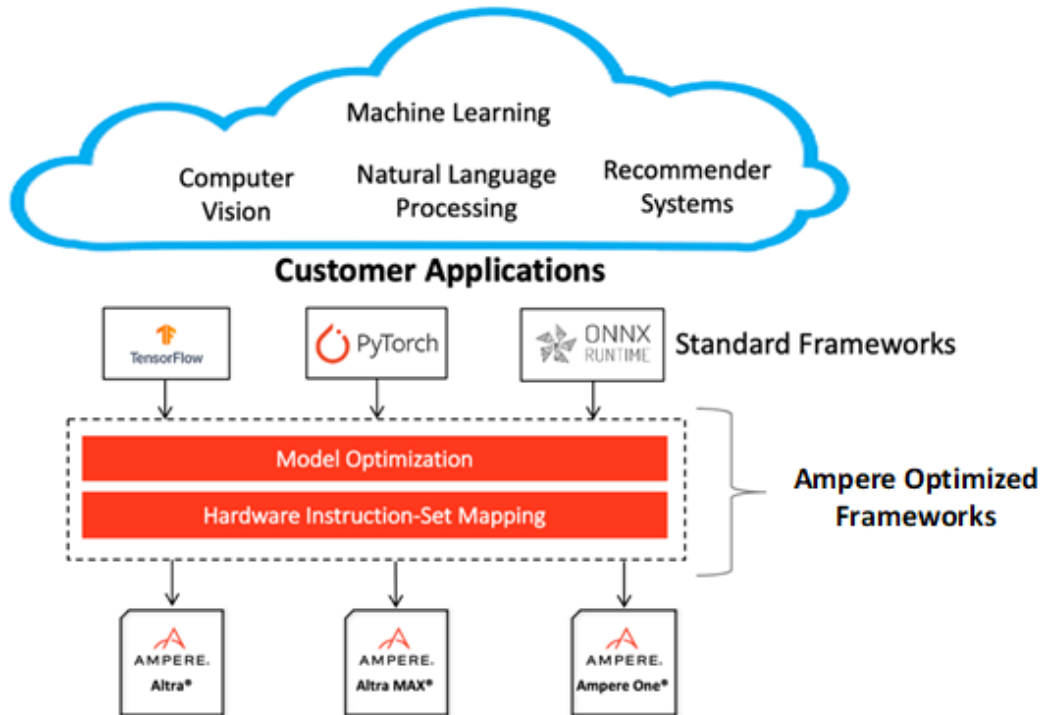 Machine Learning
Computer
Vision
Natural Language
Processing
Recommender
Systems
Customer Applications
TensorFlow
PyTorch
ONNX
RUNTIME
Standard Frameworks
Model Optimization
Hardware Instruction-Set Mapping
Ampere Optimized
Frameworks
AMPERE.
Altra®
AMPERE.
Altra MAX®
AMPERE.
Ampere One®